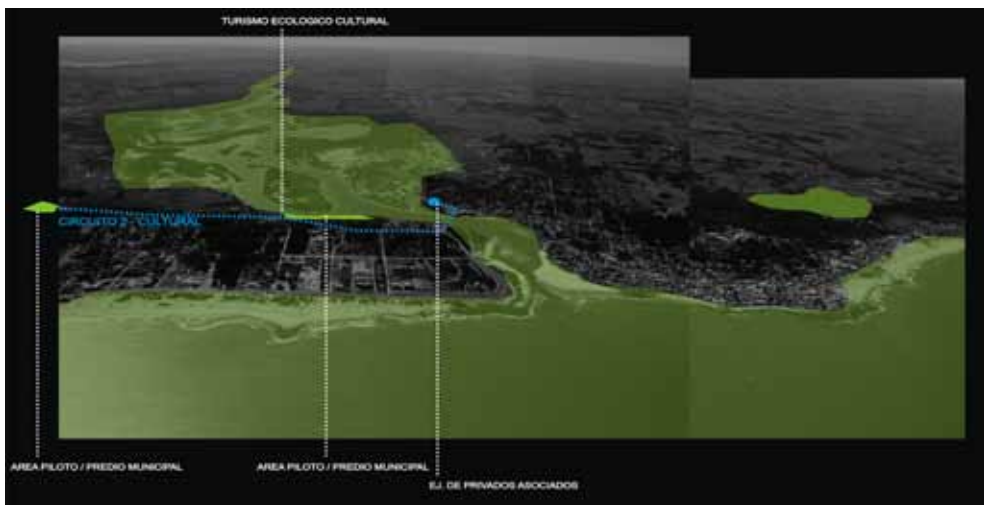 TURISMO ECOLOGICO CULTURAL
CIRCUITO 2 - CULTURAL
AREA PILOTO / PREDIO MUNICIPAL
AREA PILOTO / PREDIO MUNICIPAL
EJ. DE PRIVADOS ASOCIADOS